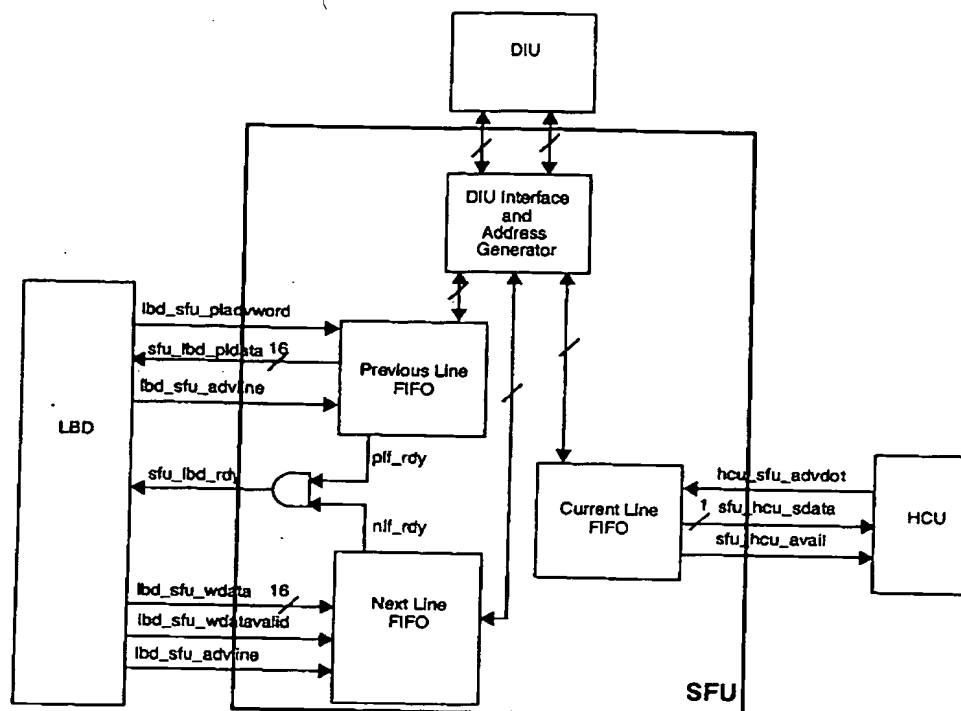 DIU
DIU Interface
and
Address
Generator
lbd_sfu_pladvword
sfu_lbd_pldata 16
lbd_sfu_advline
Previous Line
FIFO
LBD
plf_rdy
sfu_lbd_rdy
nlf_rdy
Current Line
FIFO
hcu_sfu_advdot
1 sfu_hcu_sdata
sfu_hcu_avail
HCU
lbd_sfu_wdata 16
lbd_sfu_wdatavalid
lbd_sfu_advline
Next Line
FIFO
SFU